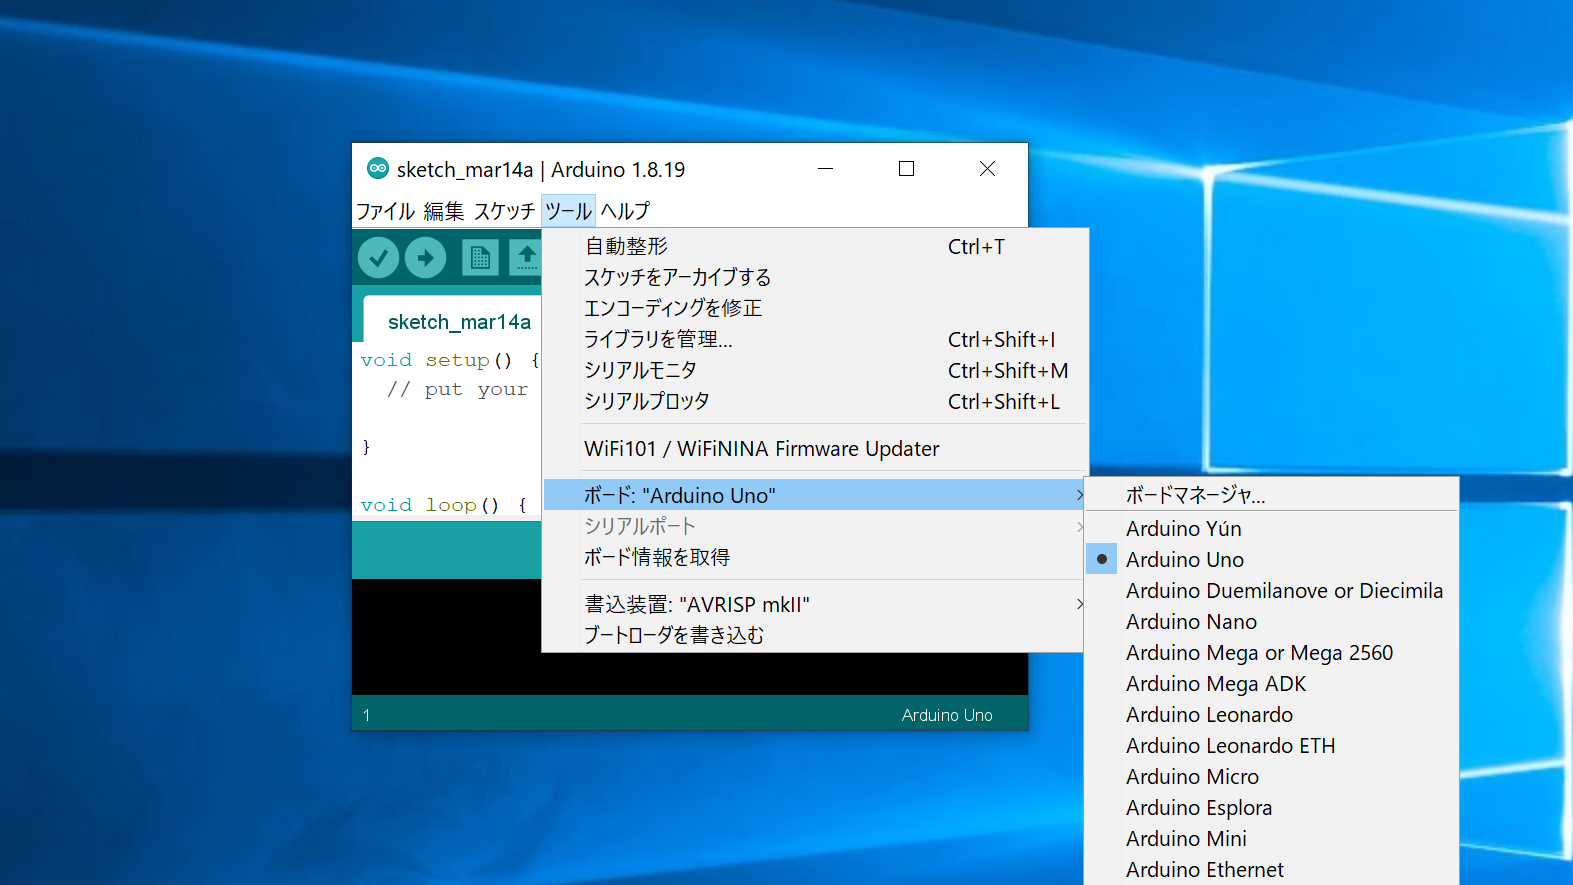 sketch_mar14a | Arduino 1.8.19
ファイル 編集 スケッチ ツール ヘルプ
sketch_mar14a
void setup() {
// put your
}
void loop() {
自動整形 Ctrl+T
スケッチをアーカイブする
エンコーディングを修正
ライブラリを管理... Ctrl+Shift+I
シリアルモニタ Ctrl+Shift+M
シリアルプロッタ Ctrl+Shift+L
WiFi101 / WiFiNINA Firmware Updater
ボード: "Arduino Uno"
シリアルポート
ボード情報を取得
書込装置: "AVRISP mkII"
ブートローダを書き込む
ボードマネージャ...
Arduino Yún
Arduino Uno
Arduino Duemilanove or Diecimila
Arduino Nano
Arduino Mega or Mega 2560
Arduino Mega ADK
Arduino Leonardo
Arduino Leonardo ETH
Arduino Micro
Arduino Esplora
Arduino Mini
Arduino Ethernet
1 Arduino Uno